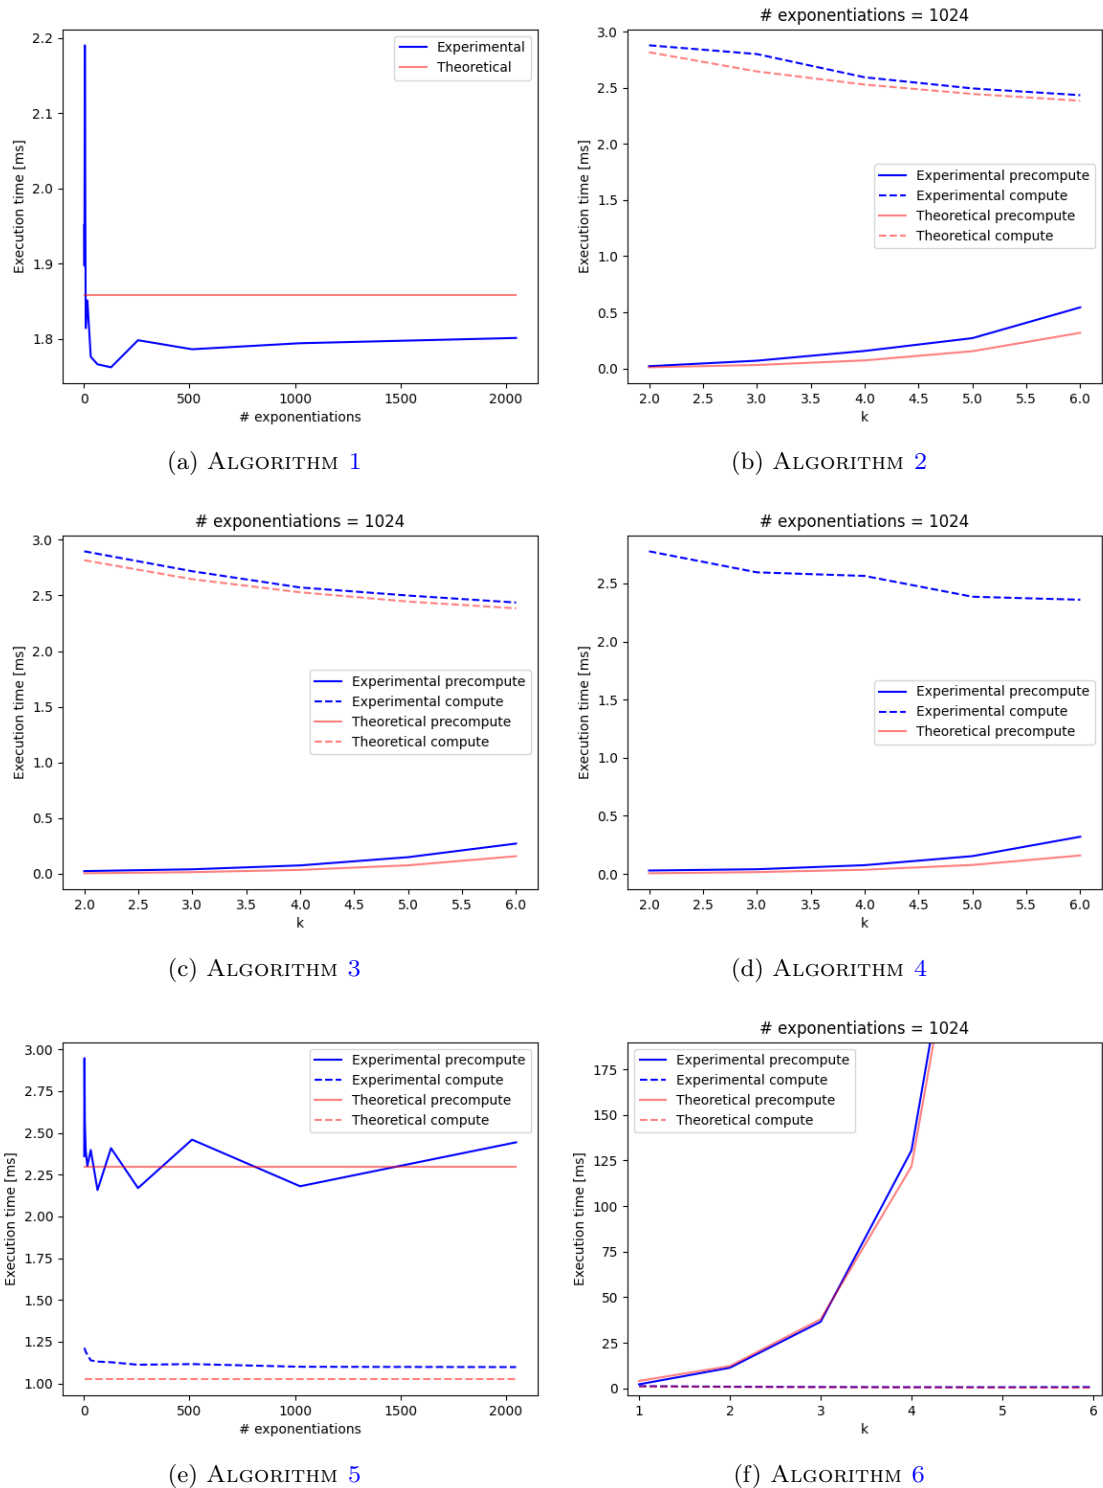 2.2
2.1
2.0
1.9
1.8
0
500
1000
1500
2000
Execution time [ms]
# exponentiations
Experimental
Theoretical
(a) Algorithm 1
# exponentiations = 1024
3.0
2.5
2.0
1.5
1.0
0.5
0.0
2.0
2.5
3.0
3.5
4.0
4.5
5.0
5.5
6.0
Execution time [ms]
k
Experimental precompute
Experimental compute
Theoretical precompute
Theoretical compute
(b) Algorithm 2
# exponentiations = 1024
3.0
2.5
2.0
1.5
1.0
0.5
0.0
2.0
2.5
3.0
3.5
4.0
4.5
5.0
5.5
6.0
Execution time [ms]
k
Experimental precompute
Experimental compute
Theoretical precompute
Theoretical compute
(c) Algorithm 3
# exponentiations = 1024
2.5
2.0
1.5
1.0
0.5
0.0
2.0
2.5
3.0
3.5
4.0
4.5
5.0
5.5
6.0
Execution time [ms]
k
Experimental precompute
Experimental compute
Theoretical precompute
(d) Algorithm 4
3.00
2.75
2.50
2.25
2.00
1.75
1.50
1.25
1.00
0
500
1000
1500
2000
Execution time [ms]
# exponentiations
Experimental precompute
Experimental compute
Theoretical precompute
Theoretical compute
(e) Algorithm 5
# exponentiations = 1024
175
150
125
100
75
50
25
0
1
2
3
4
5
6
Execution time [ms]
k
Experimental precompute
Experimental compute
Theoretical precompute
Theoretical compute
(f) Algorithm 6